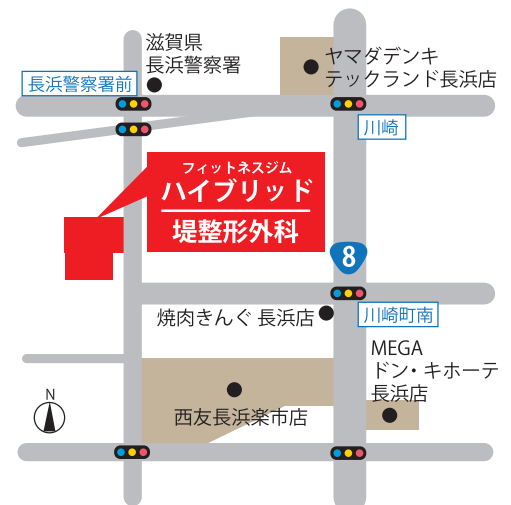 滋賀県
長浜警察署
長浜警察署前
ヤマダデンキ
テックランド長浜店
川崎
フィットネスジム
ハイブリッド
堤整形外科
8
焼肉きんぐ 長浜店
川崎町南
MEGA
ドン・キホーテ
長浜店
N
西友長浜楽市店